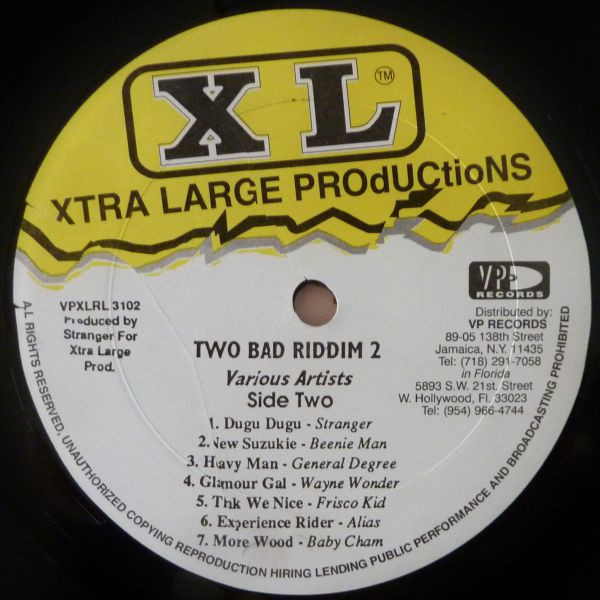 XL TM
XTRA LARGE PROdUCtioNS
VPXLRL 3102
Produced by
Stranger For
Xtra Large
Prod.
VP
RECORDS
Distributed by:
VP RECORDS
89-05 138th Street
Jamaica, N.Y. 11435
Tel: (718) 291-7058
in Florida
5893 S.W. 21st. Street
W. Hollywood, Fl. 33023
Tel: (954) 966-4744
TWO BAD RIDDIM 2
Various Artists
Side Two
1. Dugu Dugu - Stranger
2. New Suzukie - Beenie Man
3. Heavy Man - General Degree
4. Glamour Gal - Wayne Wonder
5. Thk We Nice - Frisco Kid
6. Experience Rider - Alias
7. More Wood - Baby Cham
ALL RIGHTS RESERVED, UNAUTHORIZED COPYING REPRODUCTION HIRING LENDING PUBLIC PERFORMANCE AND BROADCASTING PROHIBITED